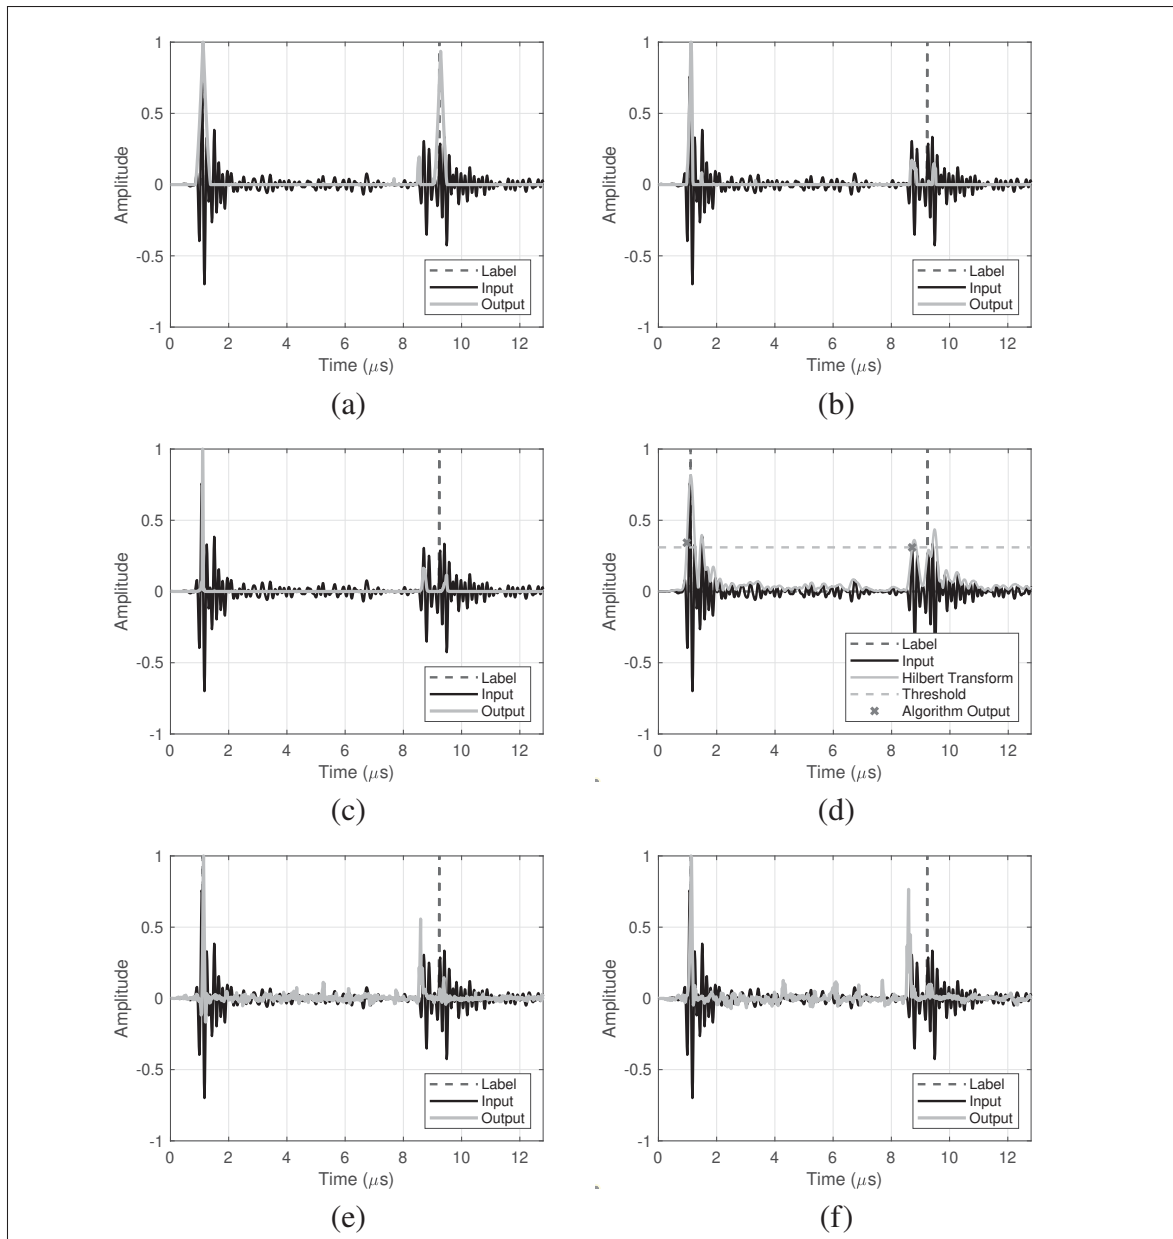 1
0.5
0
-0.5
-1
Amplitude
0 2 4 6 8 10 12
Time (μs)
Label
Input
Output
(a)
1
0.5
0
-0.5
-1
Amplitude
0 2 4 6 8 10 12
Time (μs)
Label
Input
Output
(b)
1
0.5
0
-0.5
-1
Amplitude
0 2 4 6 8 10 12
Time (μs)
Label
Input
Output
(c)
1
0.5
0
-0.5
-1
Amplitude
0 2 4 6 8 10 12
Time (μs)
Label
Input
Hilbert Transform
Threshold
Algorithm Output
(d)
1
0.5
0
-0.5
-1
Amplitude
0 2 4 6 8 10 12
Time (μs)
Label
Input
Output
(e)
1
0.5
0
-0.5
-1
Amplitude
0 2 4 6 8 10 12
Time (μs)
Label
Input
Output
(f)